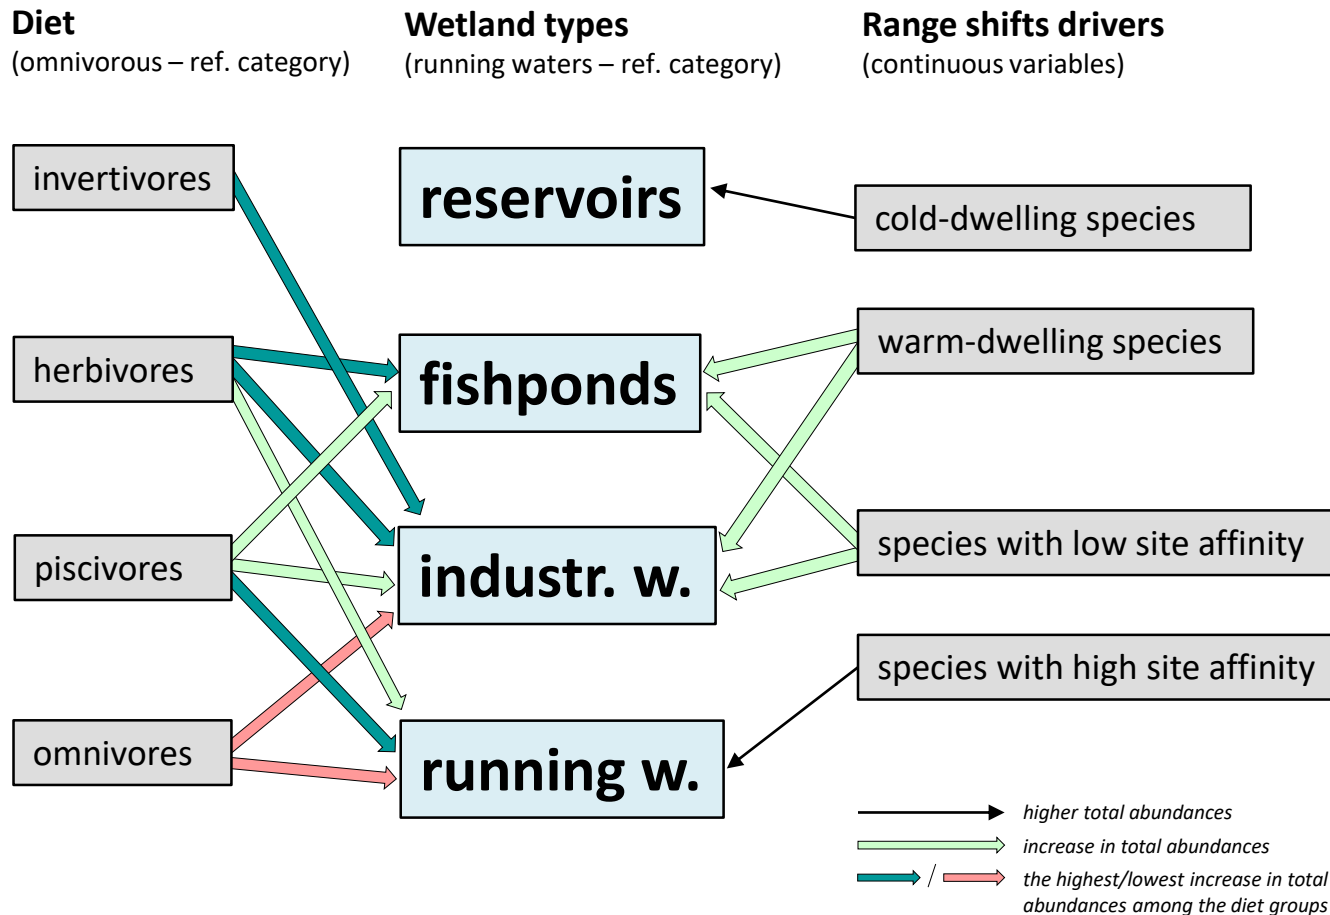 Diet
(omnivorous – ref. category)
Wetland types
(running waters – ref. category)
Range shifts drivers
(continuous variables)
invertivores
herbivores
piscivores
omnivores
reservoirs
fishponds
industr. w.
running w.
cold-dwelling species
warm-dwelling species
species with low site affinity
species with high site affinity
higher total abundances
increase in total abundances
/ the highest/lowest increase in total
abundances among the diet groups